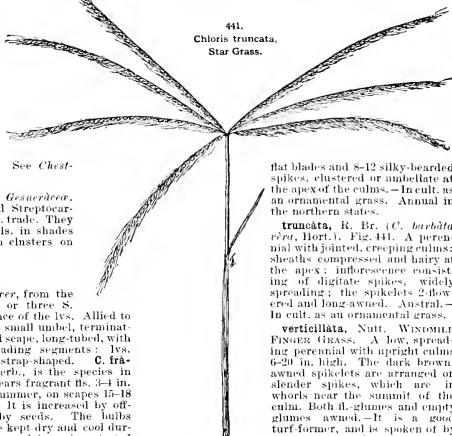 441.
Chloris truncata,
Star Grass.
See Chest-
Gesneràceæ.
Streptocar-
trade. They
ls. in shades
clusters on
rer, from the
or three S.
ace of the lvs. Allied to
small umbel, terminat-
scape, long-tubed, with
ading segments: lvs.
strap-shaped. C. frà-
erb., is the species in
ears fragrant fls. 3-4 in.
ummer, on scapes 15-18
It is increased by off-
by seeds. The bulbs
kept dry and cool dur-
flat blades and 8-12 silky-bearded
spikes, clustered or umbellate at
the apex of the culms.—In cult. as
an ornamental grass. Annual in
the northern states.
truncàta, R. Br. (C. barbàta
vèra, Hort.). Fig. 441. A peren-
nial with jointed, creeping culms:
sheaths compressed and hairy at
the apex: inflorescence consist-
ing of digitate spikes, widely
spreading; the spikelets 2-flow-
ered and long-awned. Austral.—
In cult. as an ornamental grass.
verticillàta, Nutt. WINDMILL
FINGER GRASS. A low, spread-
ing perennial with upright culms
6-20 in. high. The dark brown
awned spikelets are arranged on
slender spikes, which are in
whorls near the summit of the
culm. Both fl.-glumes and empty
glumes awned.—It is a good
turf-former, and is spoken of by